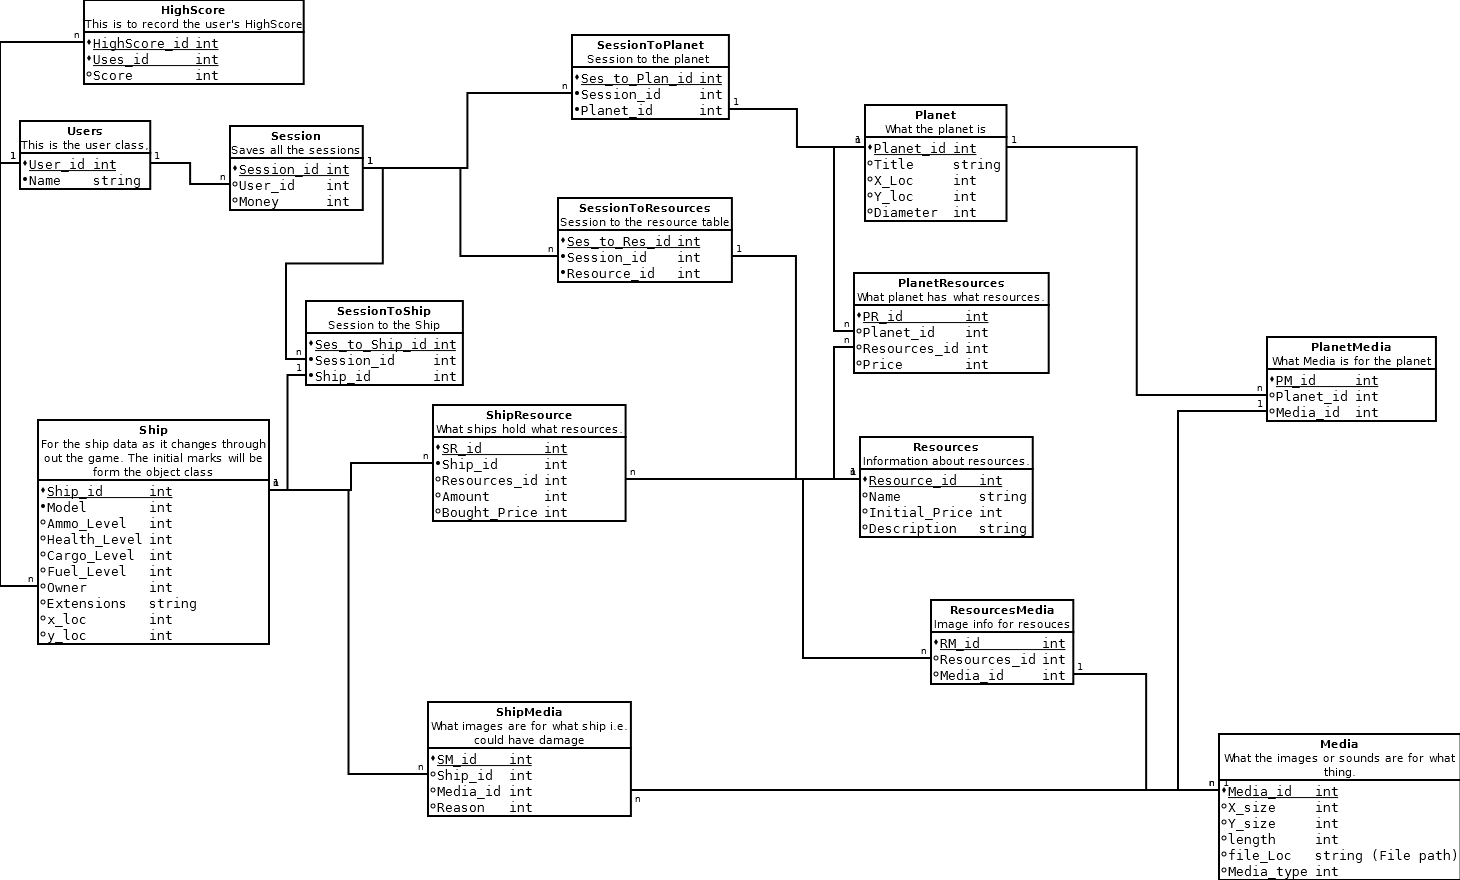 HighScore
This is to record the user's HighScore
HighScore_id int
Uses_id int
Score int
n
Users
This is the user class.
User_id int
Name string
1
1
Session
Saves all the sessions
Session_id int
User_id int
Money int
n
1
SessionToPlanet
Session to the planet
Ses_to_Plan_id int
Session_id int
Planet_id int
n
1
Planet
What the planet is
Planet_id int
Title string
X_Loc int
Y_loc int
Diameter int
1
1
SessionToResources
Session to the resource table
Ses_to_Res_id int
Session_id int
Resource_id int
n
1
PlanetResources
What planet has what resources.
PR_id int
Planet_id int
Resources_id int
Price int
n
n
SessionToShip
Session to the Ship
Ses_to_Ship_id int
Session_id int
Ship_id int
n
1
PlanetMedia
What Media is for the planet
PM_id int
Planet_id int
Media_id int
n
1
Ship
For the ship data as it changes through
out the game. The initial marks will be
form the object class
Ship_id int
Model int
Ammo_Level int
Health_Level int
Cargo_Level int
Fuel_Level int
Owner int
Extensions string
x_loc int
y_loc int
n
1
ShipResource
What ships hold what resources.
SR_id int
Ship_id int
Resources_id int
Amount int
Bought_Price int
n
n
Resources
Information about resources.
Resource_id int
Name string
Initial_Price int
Description string
1
ResourcesMedia
Image info for resouces
RM_id int
Resources_id int
Media_id int
n
1
ShipMedia
What images are for what ship i.e.
could have damage
SM_id int
Ship_id int
Media_id int
Reason int
n
n
Media
What the images or sounds are for what
thing.
Media_id int
X_size int
Y_size int
length int
file_Loc string (File path)
Media_type int
n
1